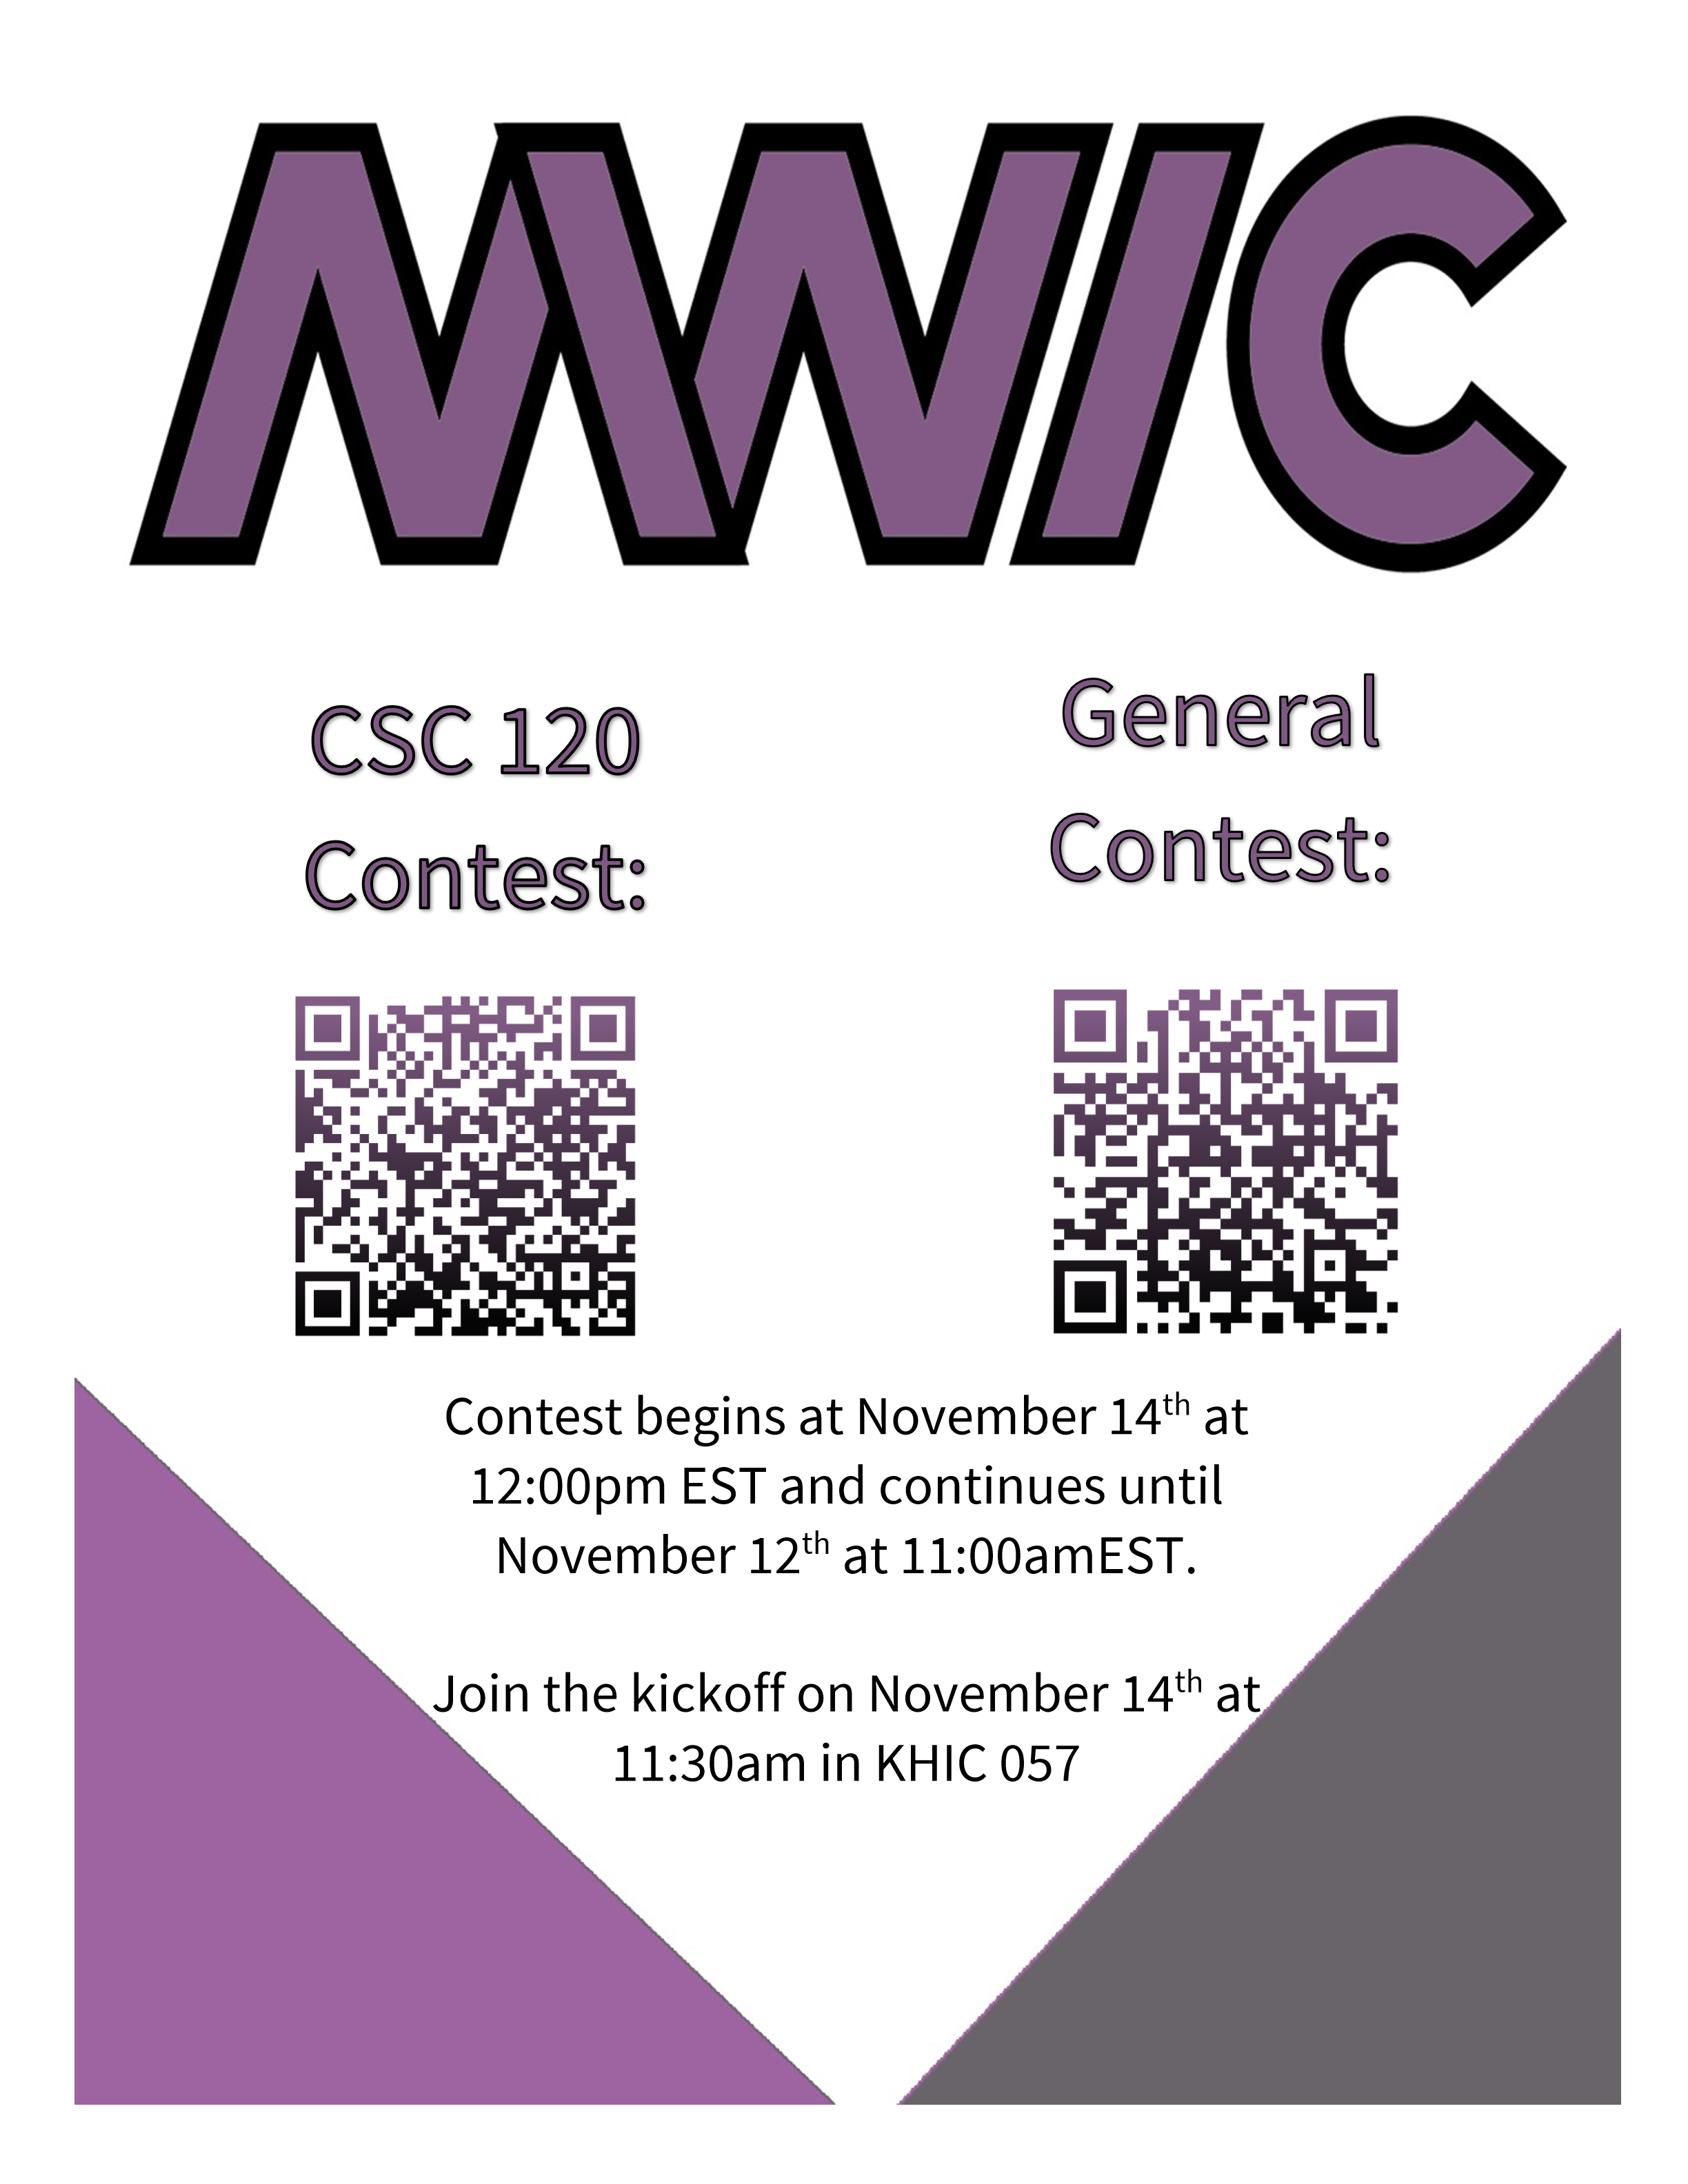 MWIC
CSC 120
Contest:
General
Contest:
Contest begins at November 14th at
12:00pm EST and continues until
November 12th at 11:00amEST.
Join the kickoff on November 14th at
11:30am in KHIC 057